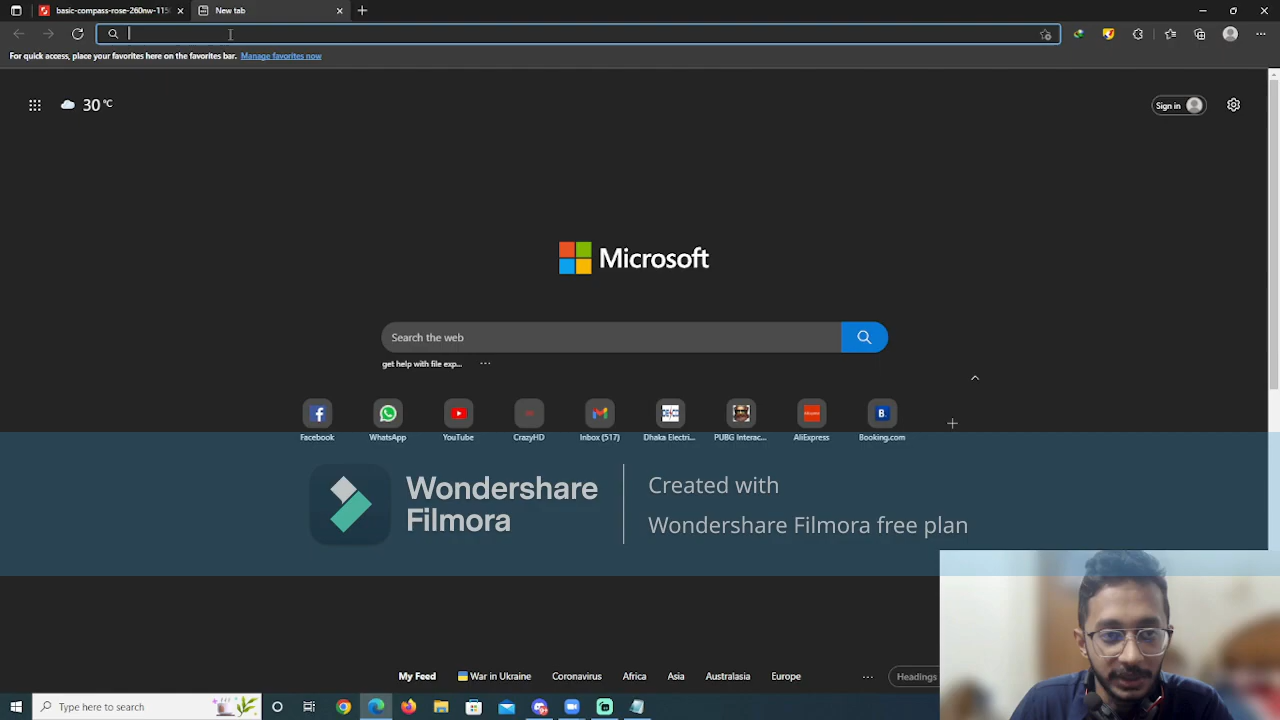 basic-compass-rose-260nw-115
New tab
For quick access, place your favorites here on the favorites bar. Manage favorites now
30 °C
Sign in
Microsoft
Search the web
get help with file exp...
Facebook
WhatsApp
YouTube
CrazyHD
Inbox (517)
Dhaka Electri...
PUBG Interac...
AliExpress
B.
Booking.com
Wondershare
Filmora
Created with
Wondershare Filmora free plan
My Feed
War in Ukraine
Coronavirus
Africa
Asia
Australasia
Europe
Headings
Type here to search